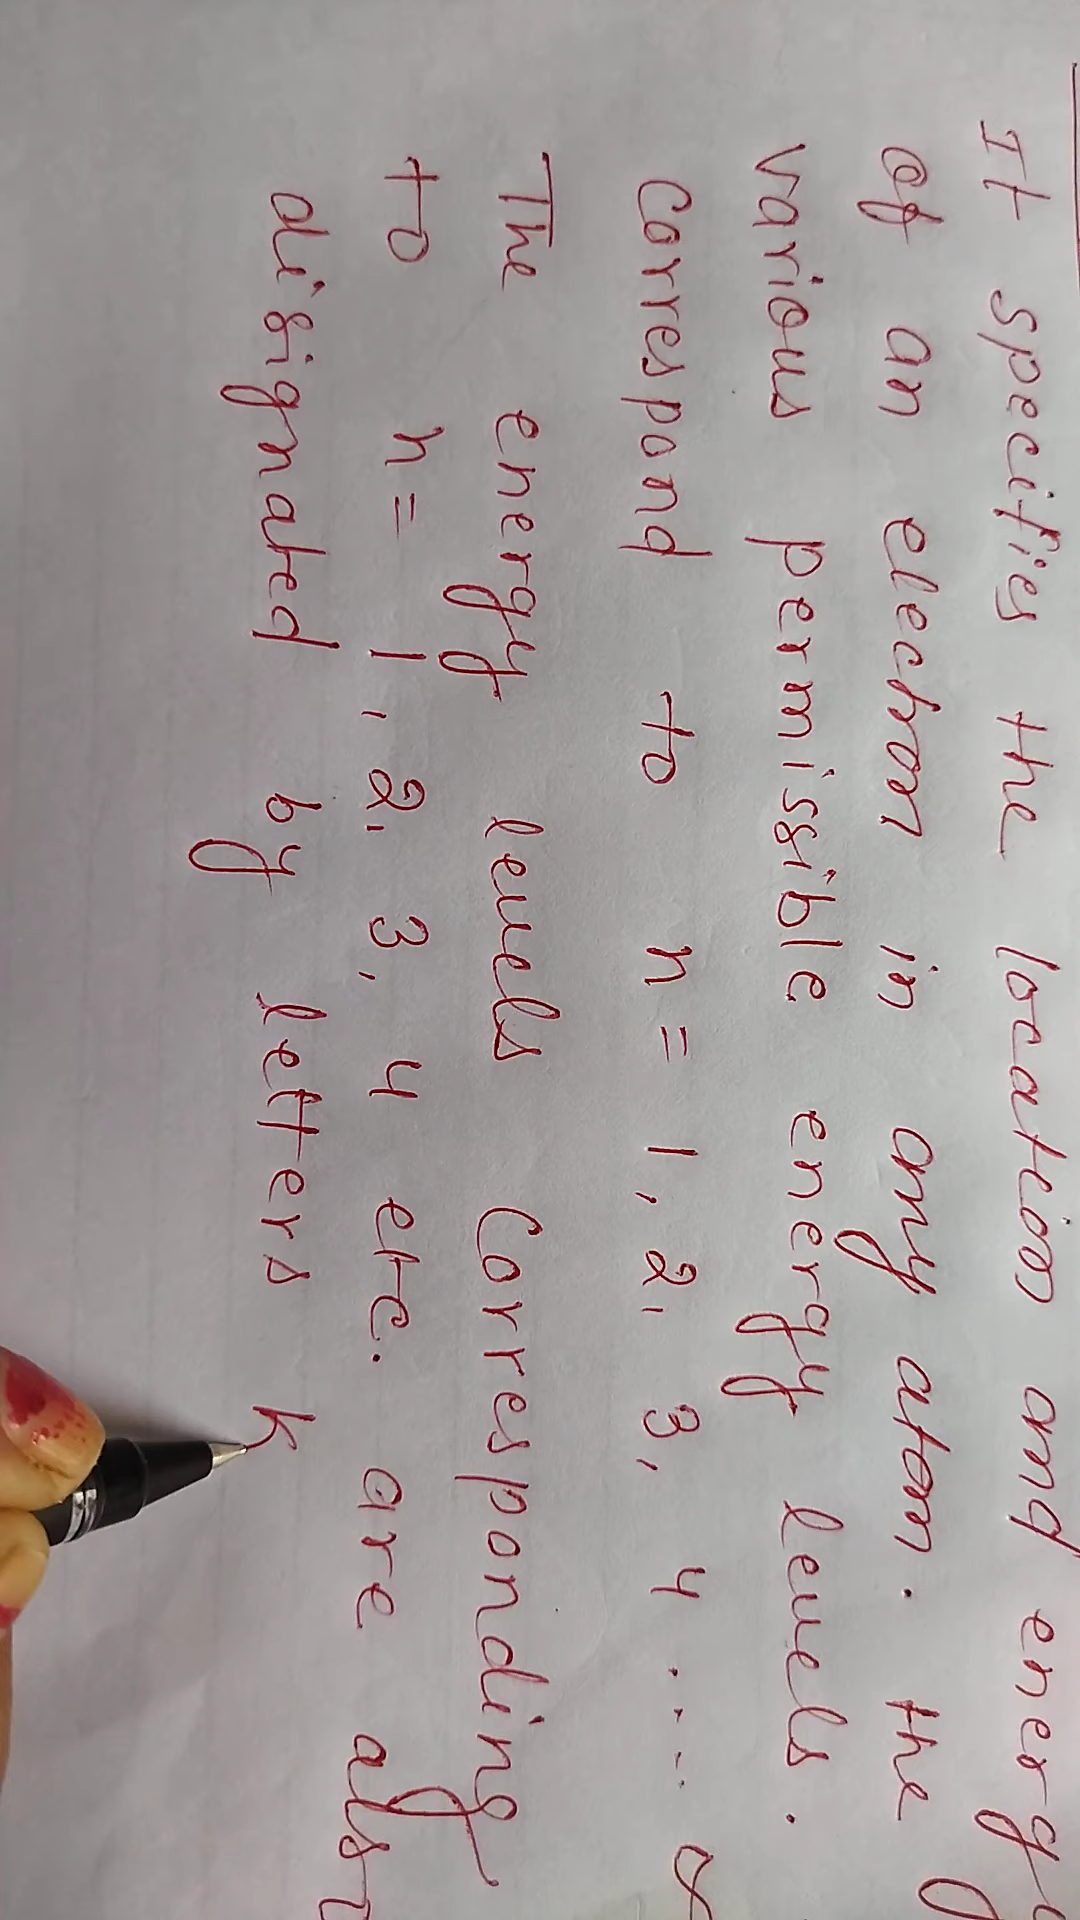 It specifies the location and energy
of an electron in any atom. the
various permissible energy levels.
correspond to n = 1, 2, 3, 4 ....
The energy levels corresponding
to n = 1, 2, 3, 4 etc. are also
disignated by letters K